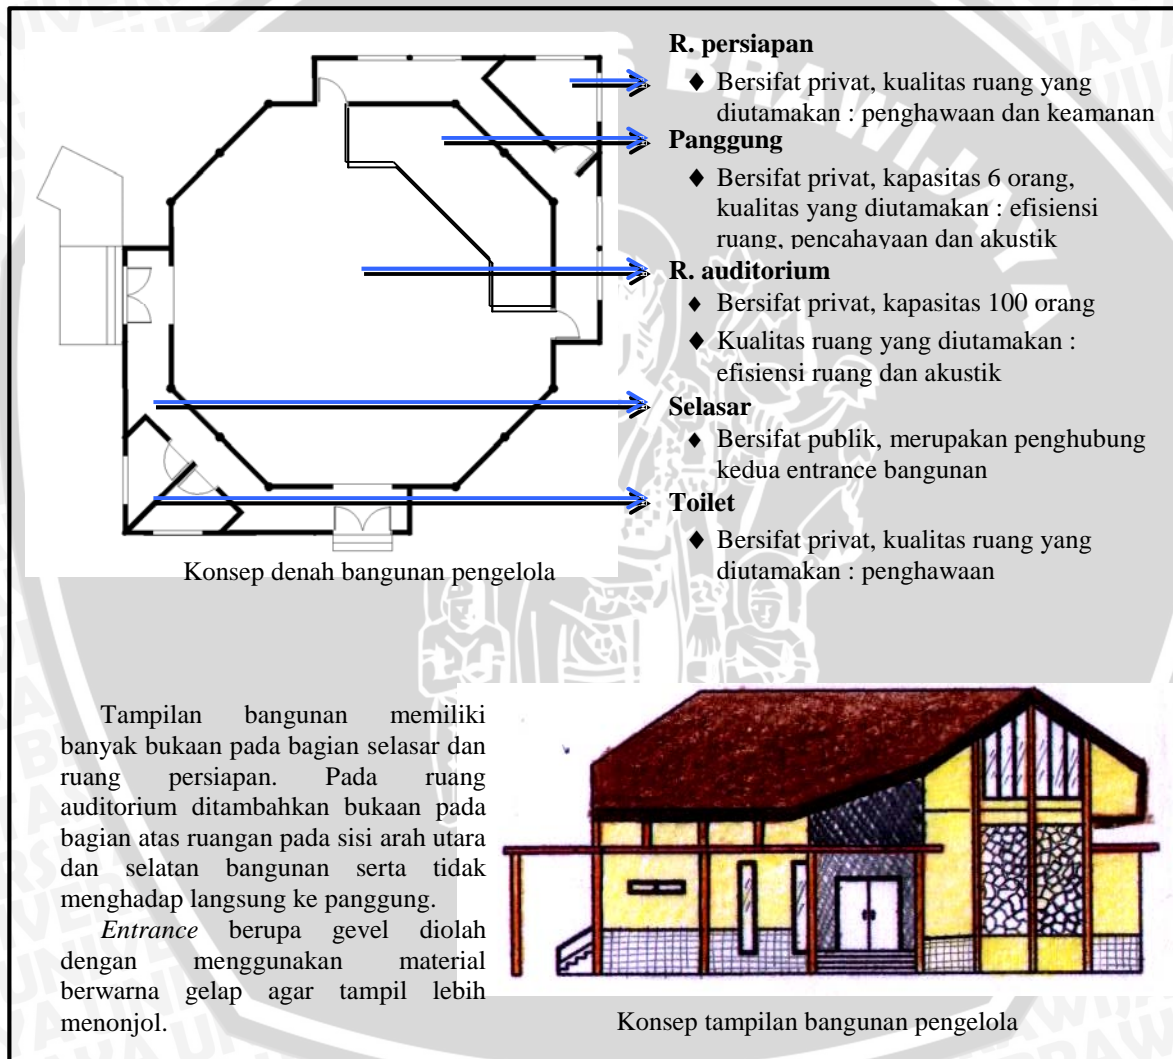 R. persiapan
♦ Bersifat privat, kualitas ruang yang
diutamakan : penghawaan dan keamanan
Panggung
♦ Bersifat privat, kapasitas 6 orang,
kualitas yang diutamakan : efisiensi
ruang, pencahayaan dan akustik
R. auditorium
♦ Bersifat privat, kapasitas 100 orang
♦ Kualitas ruang yang diutamakan :
efisiensi ruang dan akustik
Selasar
♦ Bersifat publik, merupakan penghubung
kedua entrance bangunan
Toilet
♦ Bersifat privat, kualitas ruang yang
diutamakan : penghawaan
Konsep denah bangunan pengelola
Tampilan bangunan memiliki
banyak bukaan pada bagian selasar dan
ruang persiapan. Pada ruang
auditorium ditambahkan bukaan pada
bagian atas ruangan pada sisi arah utara
dan selatan bangunan serta tidak
menghadap langsung ke panggung.
Entrance berupa gevel diolah
dengan menggunakan material
berwarna gelap agar tampil lebih
menonjol.
Konsep tampilan bangunan pengelola
BRAWIJAYA